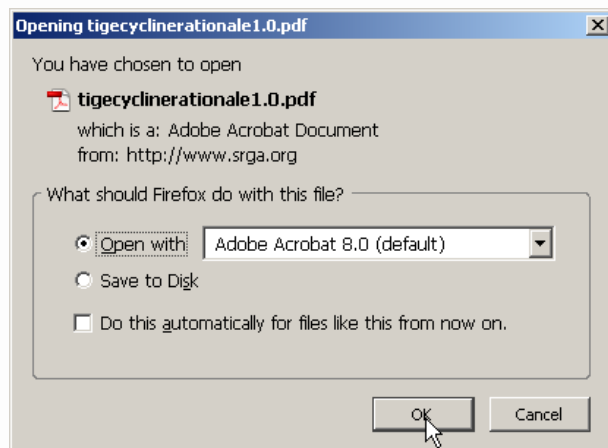 Opening tigecyclinerationale1.0.pdf
You have chosen to open
tigecyclinerationale1.0.pdf
which is a: Adobe Acrobat Document
from: http://www.srga.org
What should Firefox do with this file?
Open with Adobe Acrobat 8.0 (default)
Save to Disk
Do this automatically for files like this from now on.
OK Cancel